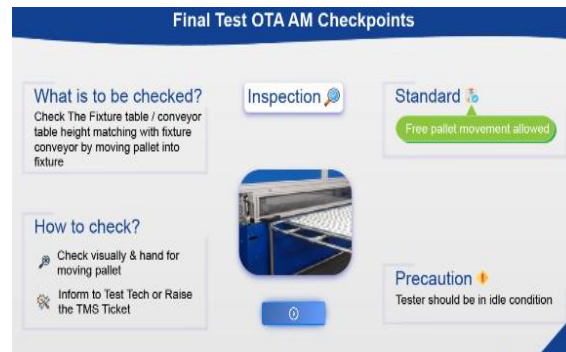 Final Test OTA AM Checkpoints
What is to be checked?
Check The Fixture table / conveyor
table height matching with fixture
conveyor by moving pallet into
fixture
Inspection
Standard
Free pallet movement allowed
How to check?
Check visually & hand for
moving pallet
Inform to Test Tech or Raise
the TMS Ticket
Precaution
Tester should be in idle condition